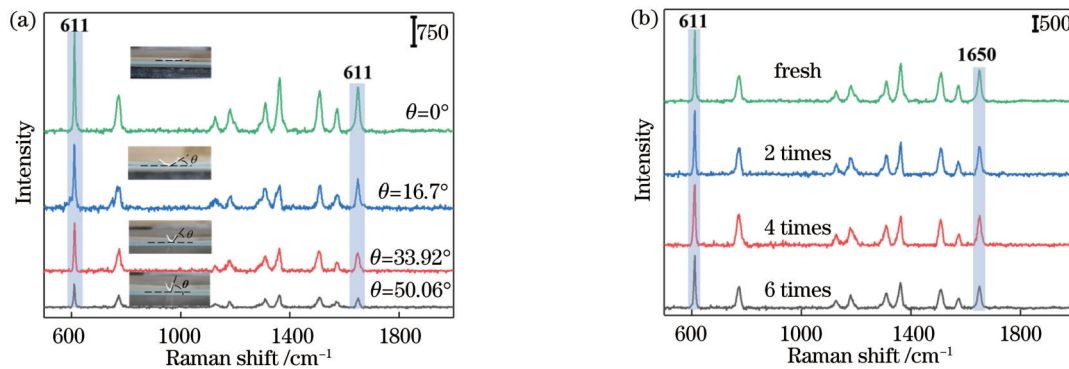 (a)
611
750
611
θ=0°
θ
θ=16.7°
θ
θ=33.92°
θ
θ=50.06°
Intensity
600 1000 1400 1800
Raman shift /cm⁻¹
(b)
611
500
1650
fresh
2 times
4 times
6 times
Intensity
600 1000 1400 1800
Raman shift /cm⁻¹